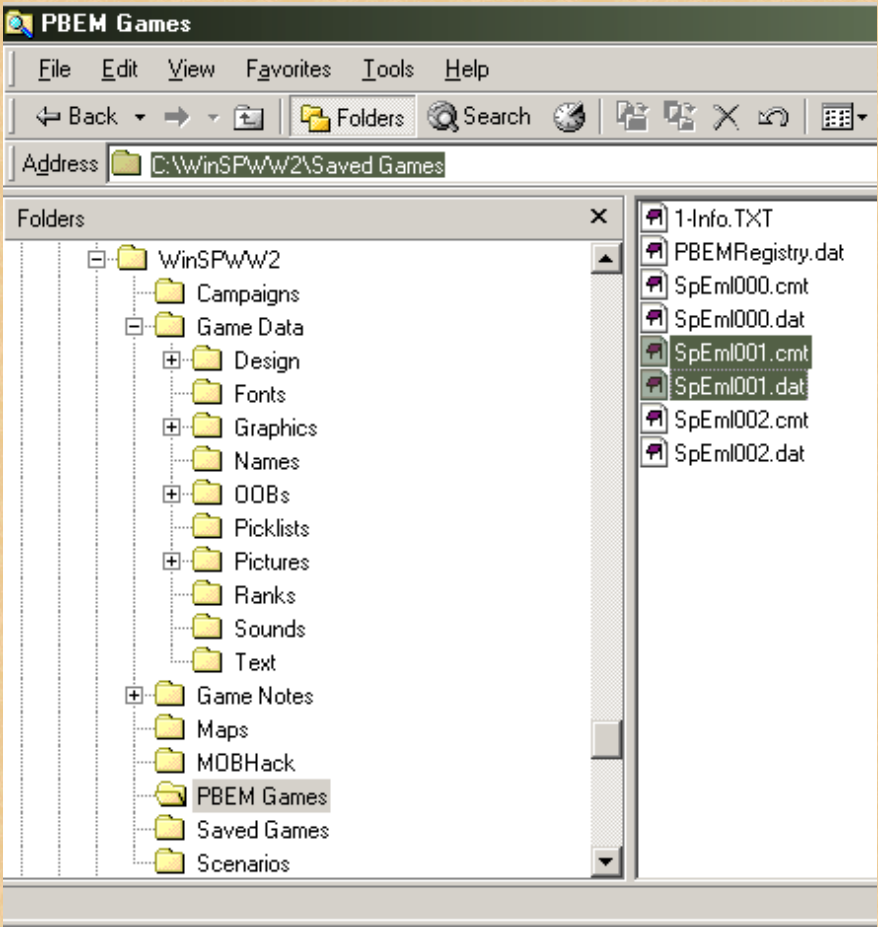 PBEM Games
File Edit View Favorites Tools Help
Back Folders Search
Address C:\WinSPWW2\Saved Games
Folders
WinSPWW2
Campaigns
Game Data
Design
Fonts
Graphics
Names
OOBs
Picklists
Pictures
Ranks
Sounds
Text
Game Notes
Maps
MOBHack
PBEM Games
Saved Games
Scenarios
1-Info.TXT
PBEMRegistry.dat
SpEml000.cmt
SpEml000.dat
SpEml001.cmt
SpEml001.dat
SpEml002.cmt
SpEml002.dat